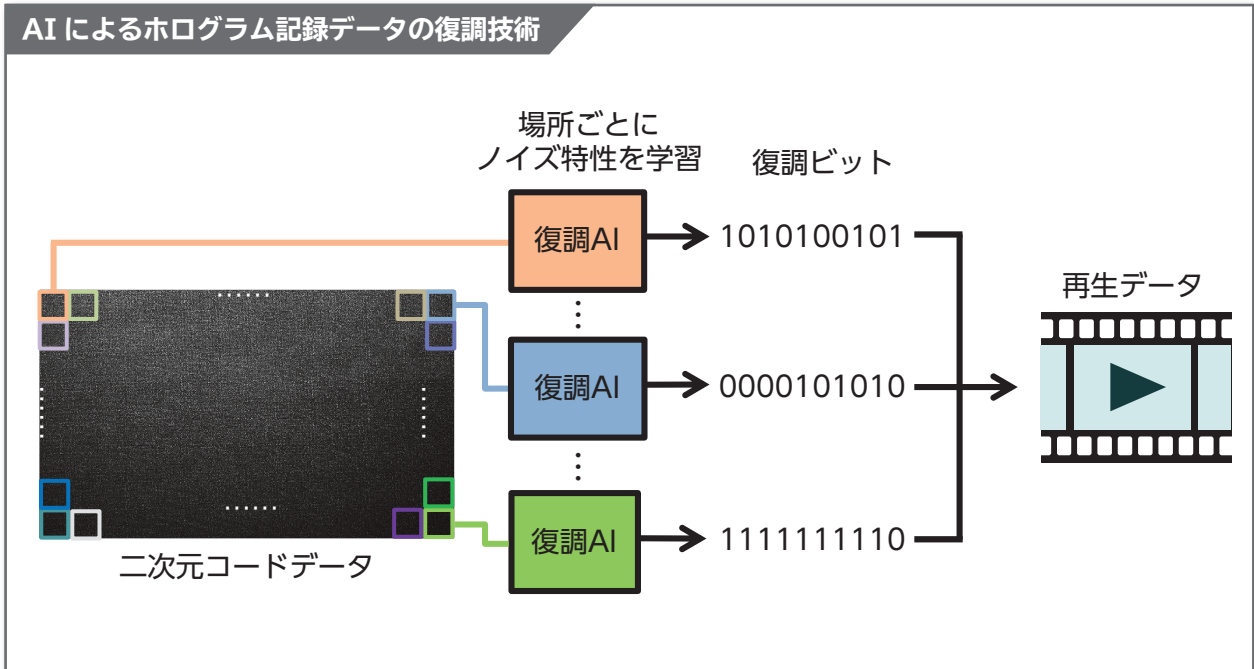 AI によるホログラム記録データの復調技術
場所ごとに
ノイズ特性を学習
復調ビット
復調AI
1010100101
再生データ
復調AI
0000101010
復調AI
1111111110
二次元コードデータ